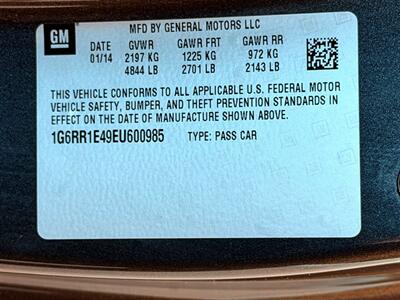 GM
MFD BY GENERAL MOTORS LLC
DATE GVWR GAWR FRT GAWR RR
01/14 2197 KG 1225 KG 972 KG
4844 LB 2701 LB 2143 LB
THIS VEHICLE CONFORMS TO ALL APPLICABLE U.S. FEDERAL MOTOR
VEHICLE SAFETY, BUMPER, AND THEFT PREVENTION STANDARDS IN
EFFECT ON THE DATE OF MANUFACTURE SHOWN ABOVE.
1G6RR1E49EU600985 TYPE: PASS CAR